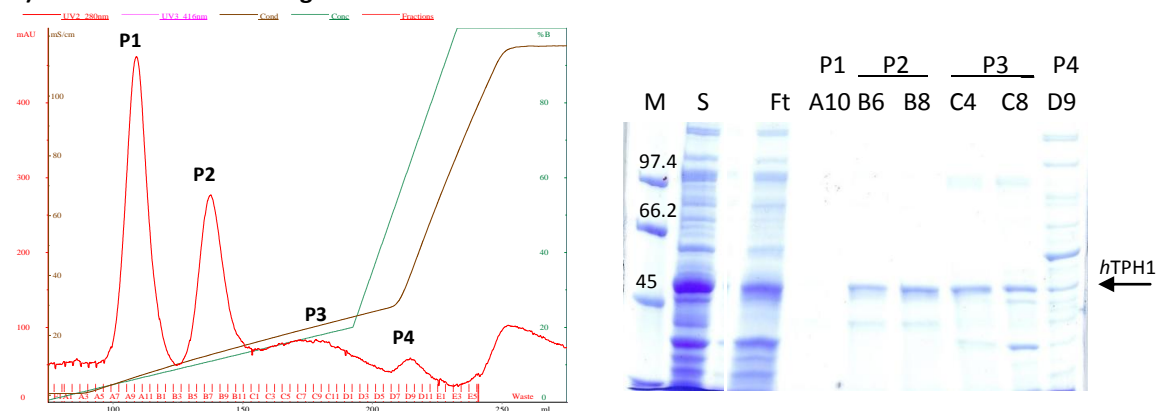 UV2_280nm UV3_416nm Cond Conc Fractions
mAU mS/cm %B
P1
P2
P3
P4
400
300
200
100
0
100
80
60
40
20
80
60
40
20
0
F1 A1 A3 A5 A7 A9 A11 B1 B3 B5 B7 B9 B11 C1 C3 C5 C7 C9 C11 D1 D3 D5 D7 D9 D11 E1 E3 E5 Waste
100 150 200 250 ml
P1 P2 P3 P4
M S Ft A10 B6 B8 C4 C8 D9
97.4
66.2
45
hTPH1